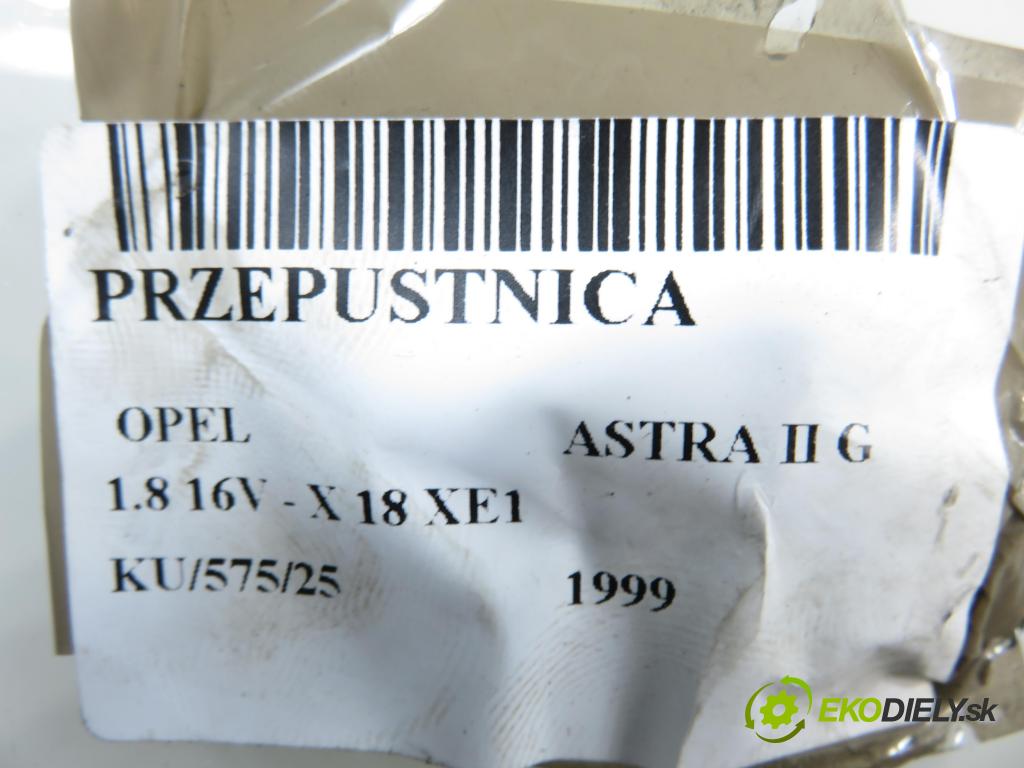 PRZEPUSTNICA
OPEL ASTRA II G
1.8 16V - X 18 XE1
KU/575/25 1999
EKODIELY.sk